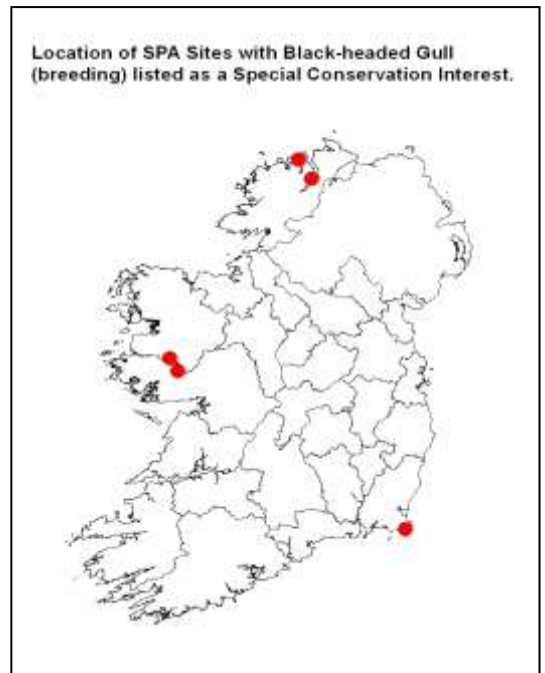 Location of SPA Sites with Black-headed Gull
(breeding) listed as a Special Conservation Interest.